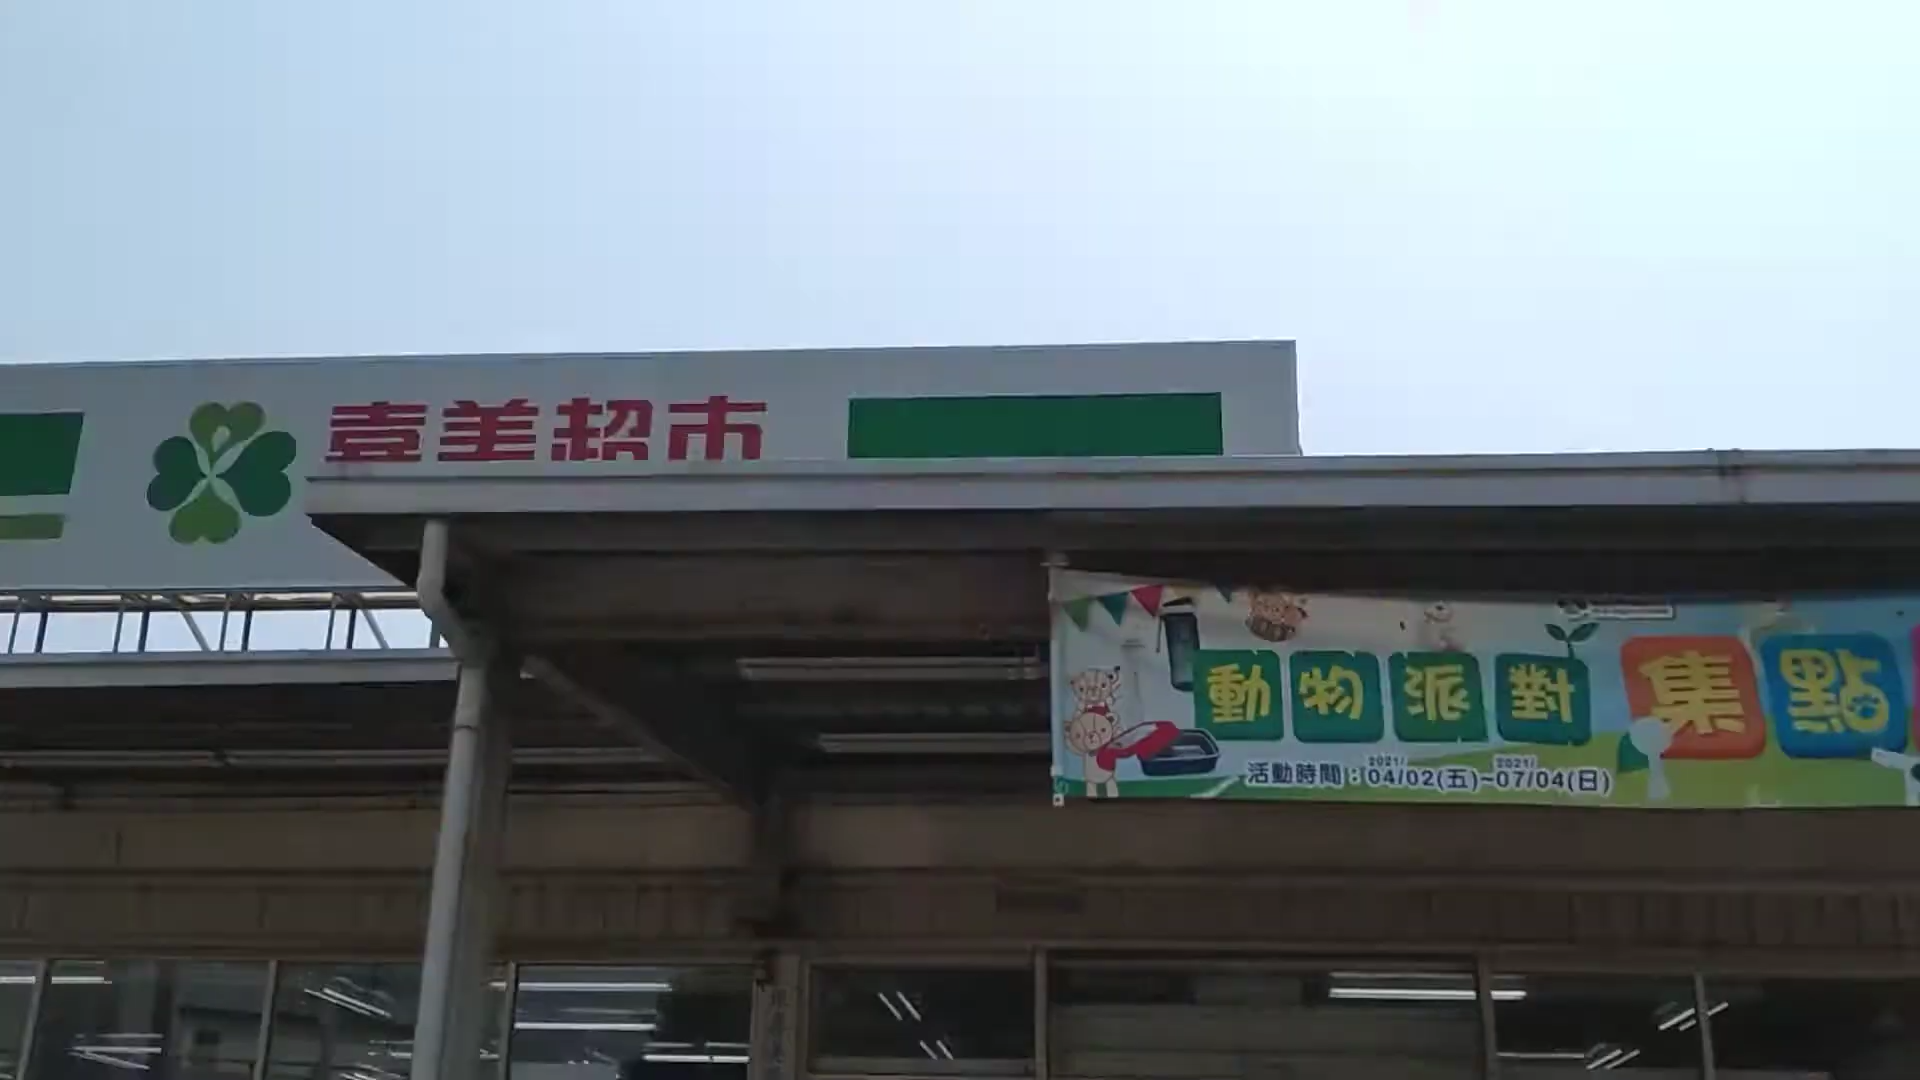 壹美超市
動物派對 集點
2021/ 2021/
活動時間：04/02(五)~07/04(日)